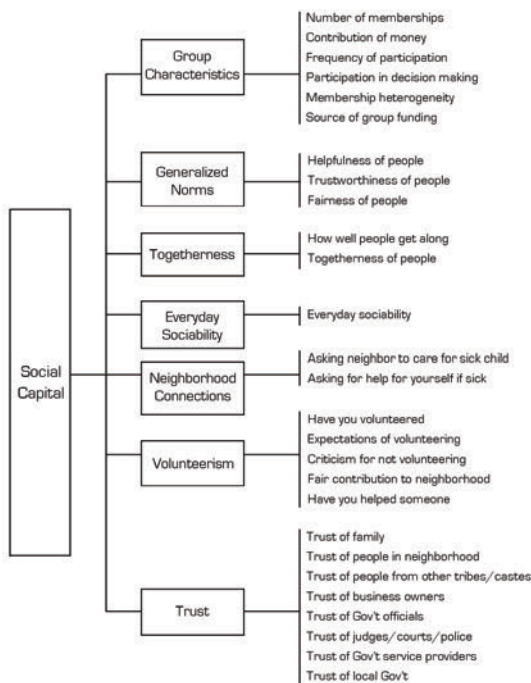 Social
Capital
Group
Characteristics
Number of memberships
Contribution of money
Frequency of participation
Participation in decision making
Membership heterogeneity
Source of group funding
Generalized
Norms
Helpfulness of people
Trustworthiness of people
Fairness of people
Togetherness
How well people get along
Togetherness of people
Everyday
Sociability
Everyday sociability
Neighborhood
Connections
Asking neighbor to care for sick child
Asking for help for yourself if sick
Volunteerism
Have you volunteered
Expectations of volunteering
Criticism for not volunteering
Fair contribution to neighborhood
Have you helped someone
Trust
Trust of family
Trust of people in neighborhood
Trust of people from other tribes/castes
Trust of business owners
Trust of Gov't officials
Trust of judges/courts/police
Trust of Gov't service providers
Trust of local Gov't